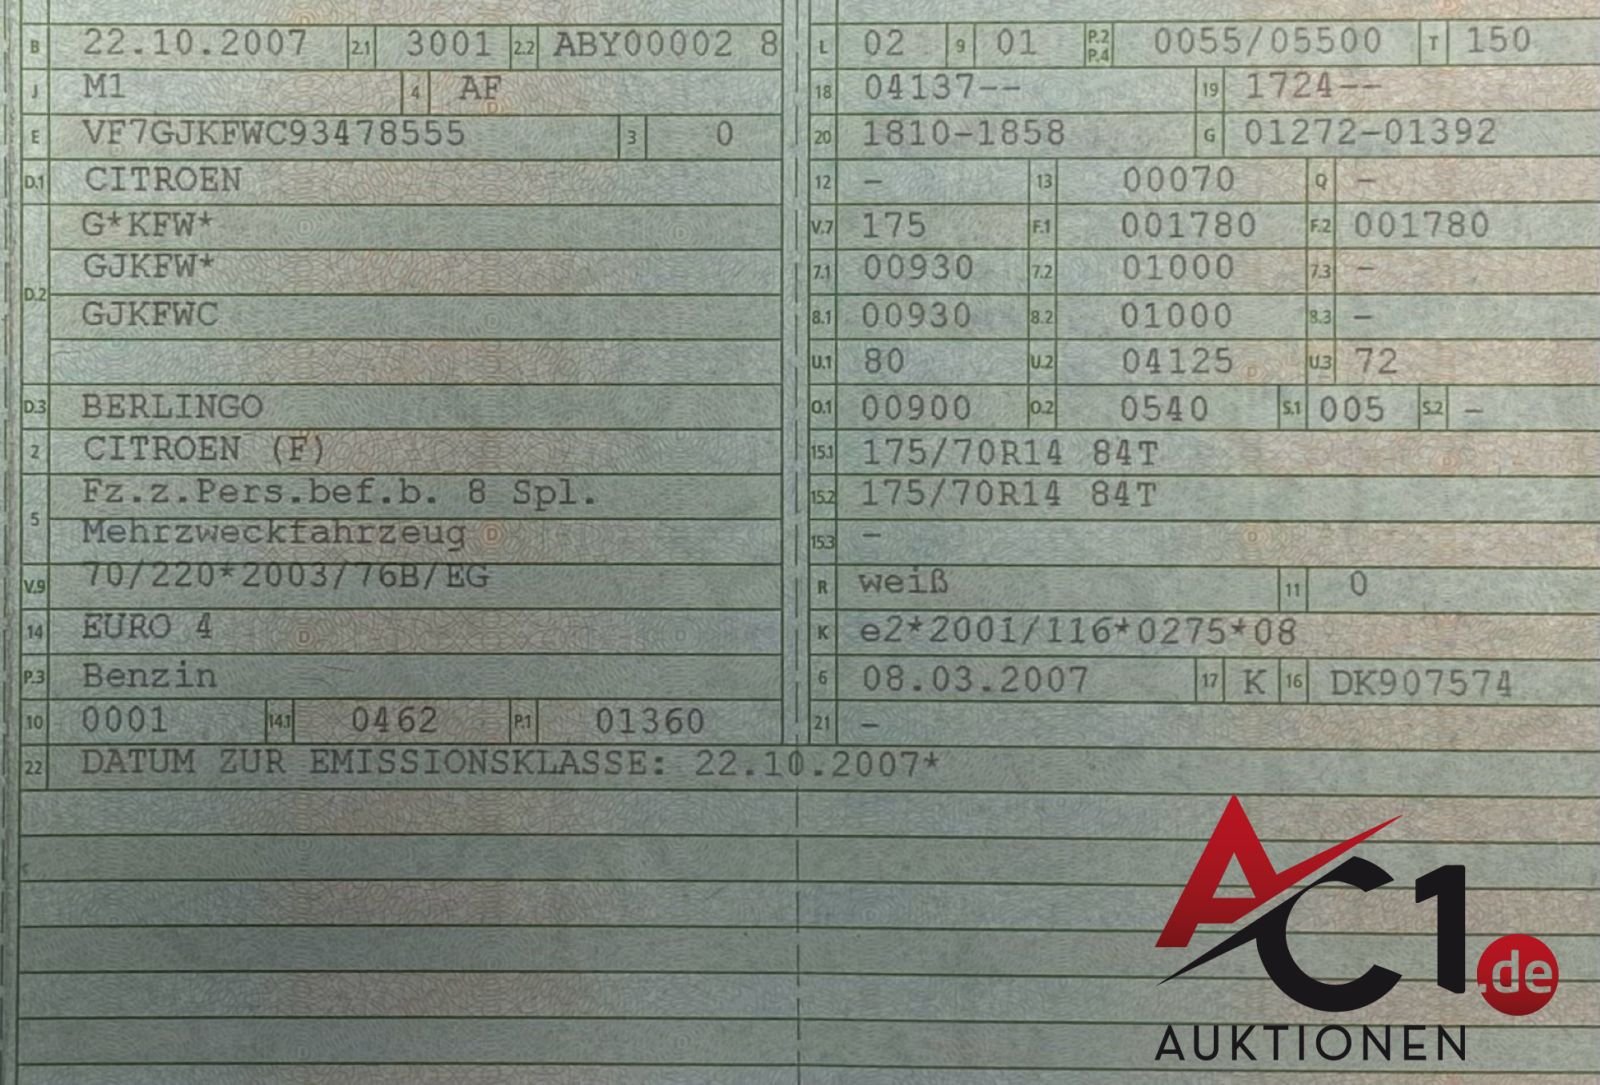 B 22.10.2007 2.1 3001 2.2 ABY00002 8
J M1 4 AF
E VF7GJKFWC93478555 3 0
D.1 CITROEN
G*KFW*
GJKFW*
D.2
GJKFWC
D.3 BERLINGO
2 CITROEN (F)
Fz.z.Pers.bef.b. 8 Spl.
5
Mehrzweckfahrzeug
V.9 70/220*2003/76B/EG
14 EURO 4
P.3 Benzin
10 0001 14.1 0462 P.1 01360
L 02 9 01 P.2 P.4 0055/05500 T 150
18 04137-- 19 1724--
20 1810-1858 G 01272-01392
12 - 13 00070 Q -
V.7 175 F.1 001780 F.2 001780
7.1 00930 7.2 01000 7.3 -
8.1 00930 8.2 01000 8.3 -
U.1 80 U.2 04125 U.3 72
O.1 00900 O.2 0540 S.1 005 S.2 -
15.1 175/70R14 84T
15.2 175/70R14 84T
15.3 -
R weiß 11 0
K e2*2001/116*0275*08
6 08.03.2007 17 K 16 DK907574
21 -
22 DATUM ZUR EMISSIONSKLASSE: 22.10.2007*
AC1.de
AUKTIONEN